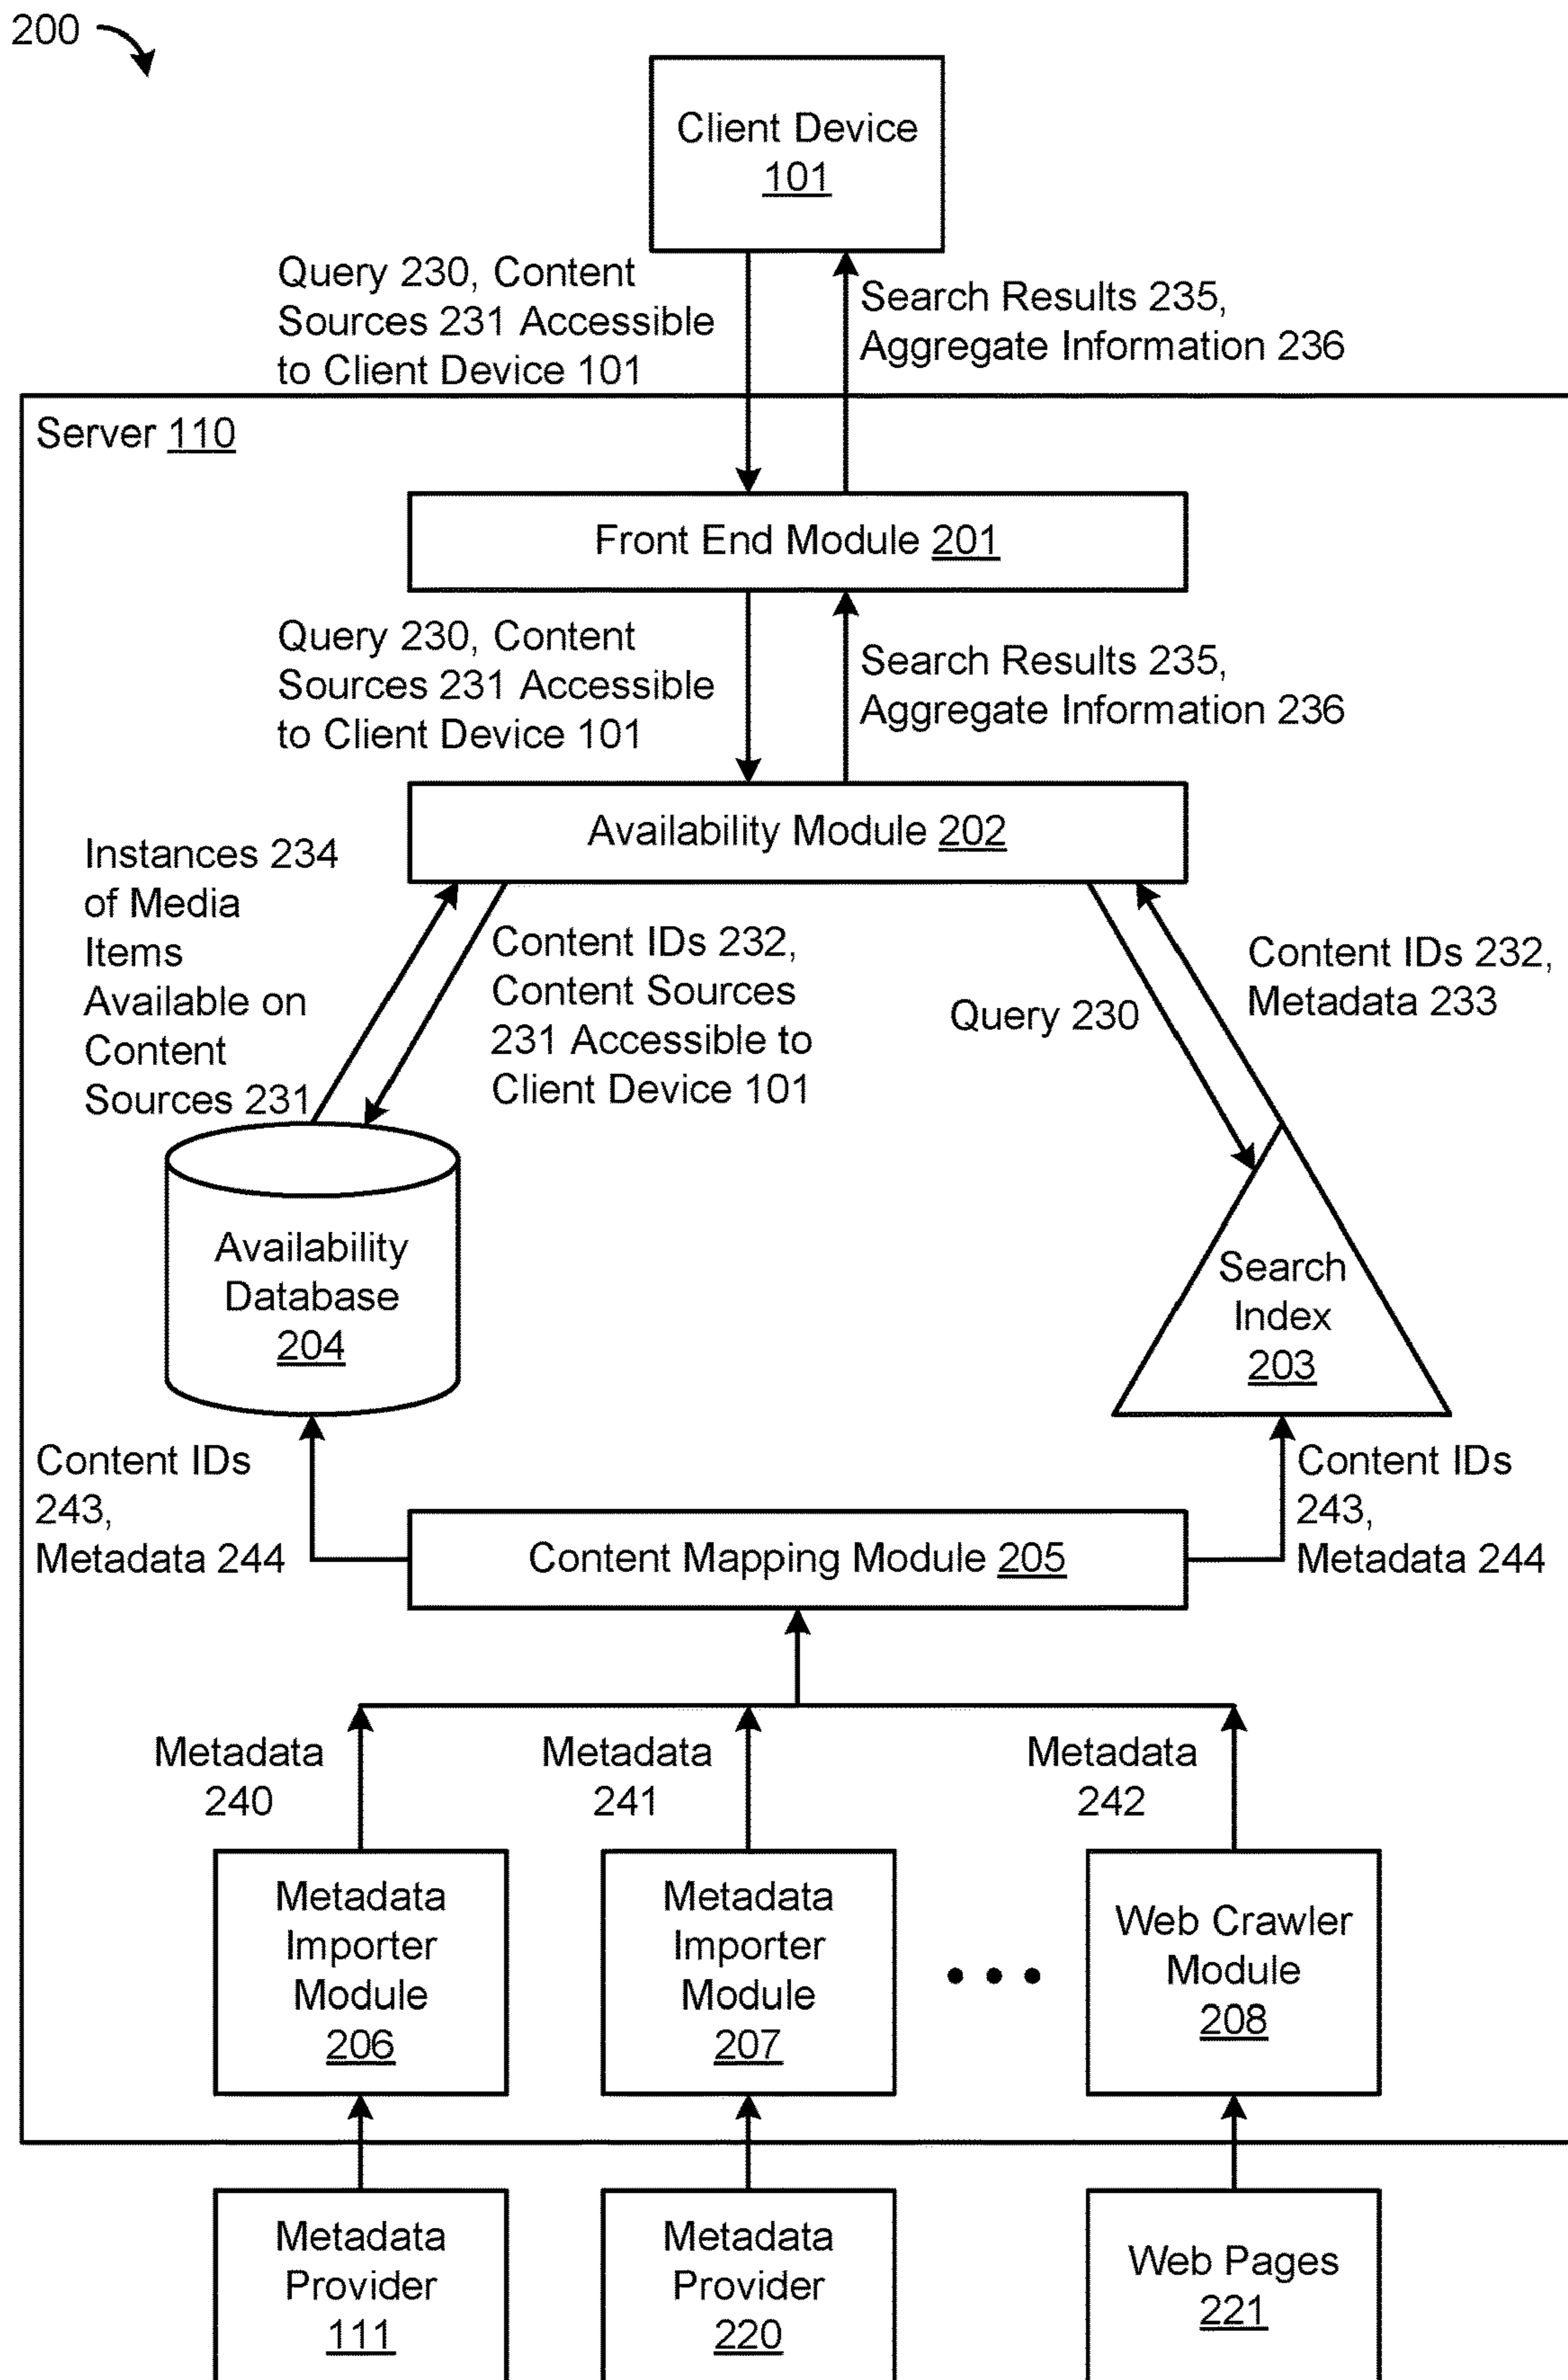 200
Client Device
101
Query 230, Content
Sources 231 Accessible
to Client Device 101
Search Results 235,
Aggregate Information 236
Server 110
Front End Module 201
Query 230, Content
Sources 231 Accessible
to Client Device 101
Search Results 235,
Aggregate Information 236
Availability Module 202
Instances 234
of Media
Items
Available on
Content
Sources 231
Content IDs 232,
Content Sources
231 Accessible to
Client Device 101
Query 230
Content IDs 232,
Metadata 233
Availability
Database
204
Search
Index
203
Content IDs
243,
Metadata 244
Content Mapping Module 205
Content IDs
243,
Metadata 244
Metadata
240
Metadata
241
Metadata
242
Metadata
Importer
Module
206
Metadata
Importer
Module
207
Web Crawler
Module
208
Metadata
Provider
111
Metadata
Provider
220
Web Pages
221